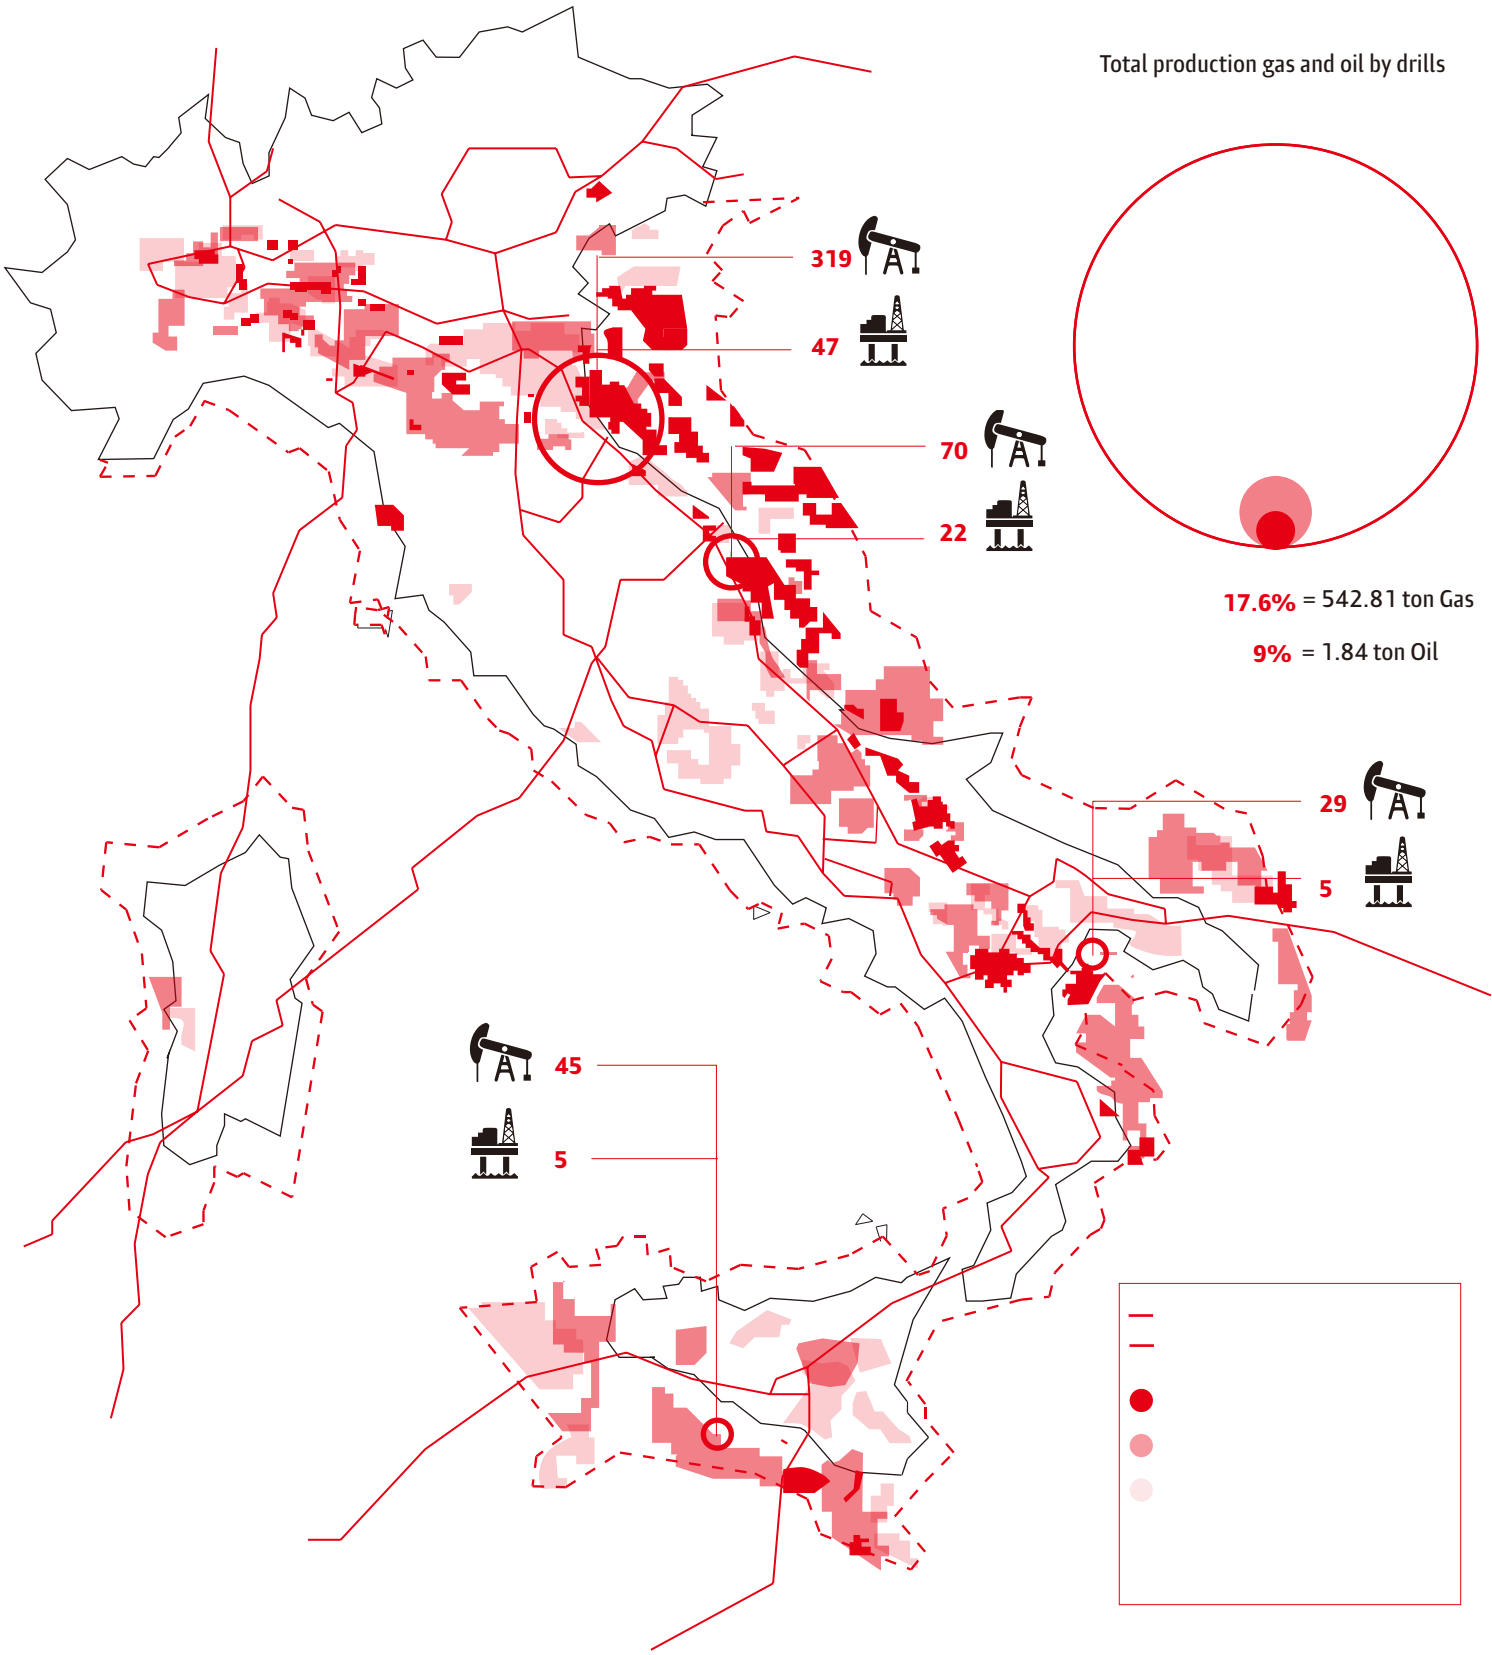 Total production gas and oil by drills
319
47
70
22
17.6% = 542.81 ton Gas
9% = 1.84 ton Oil
29
5
45
5